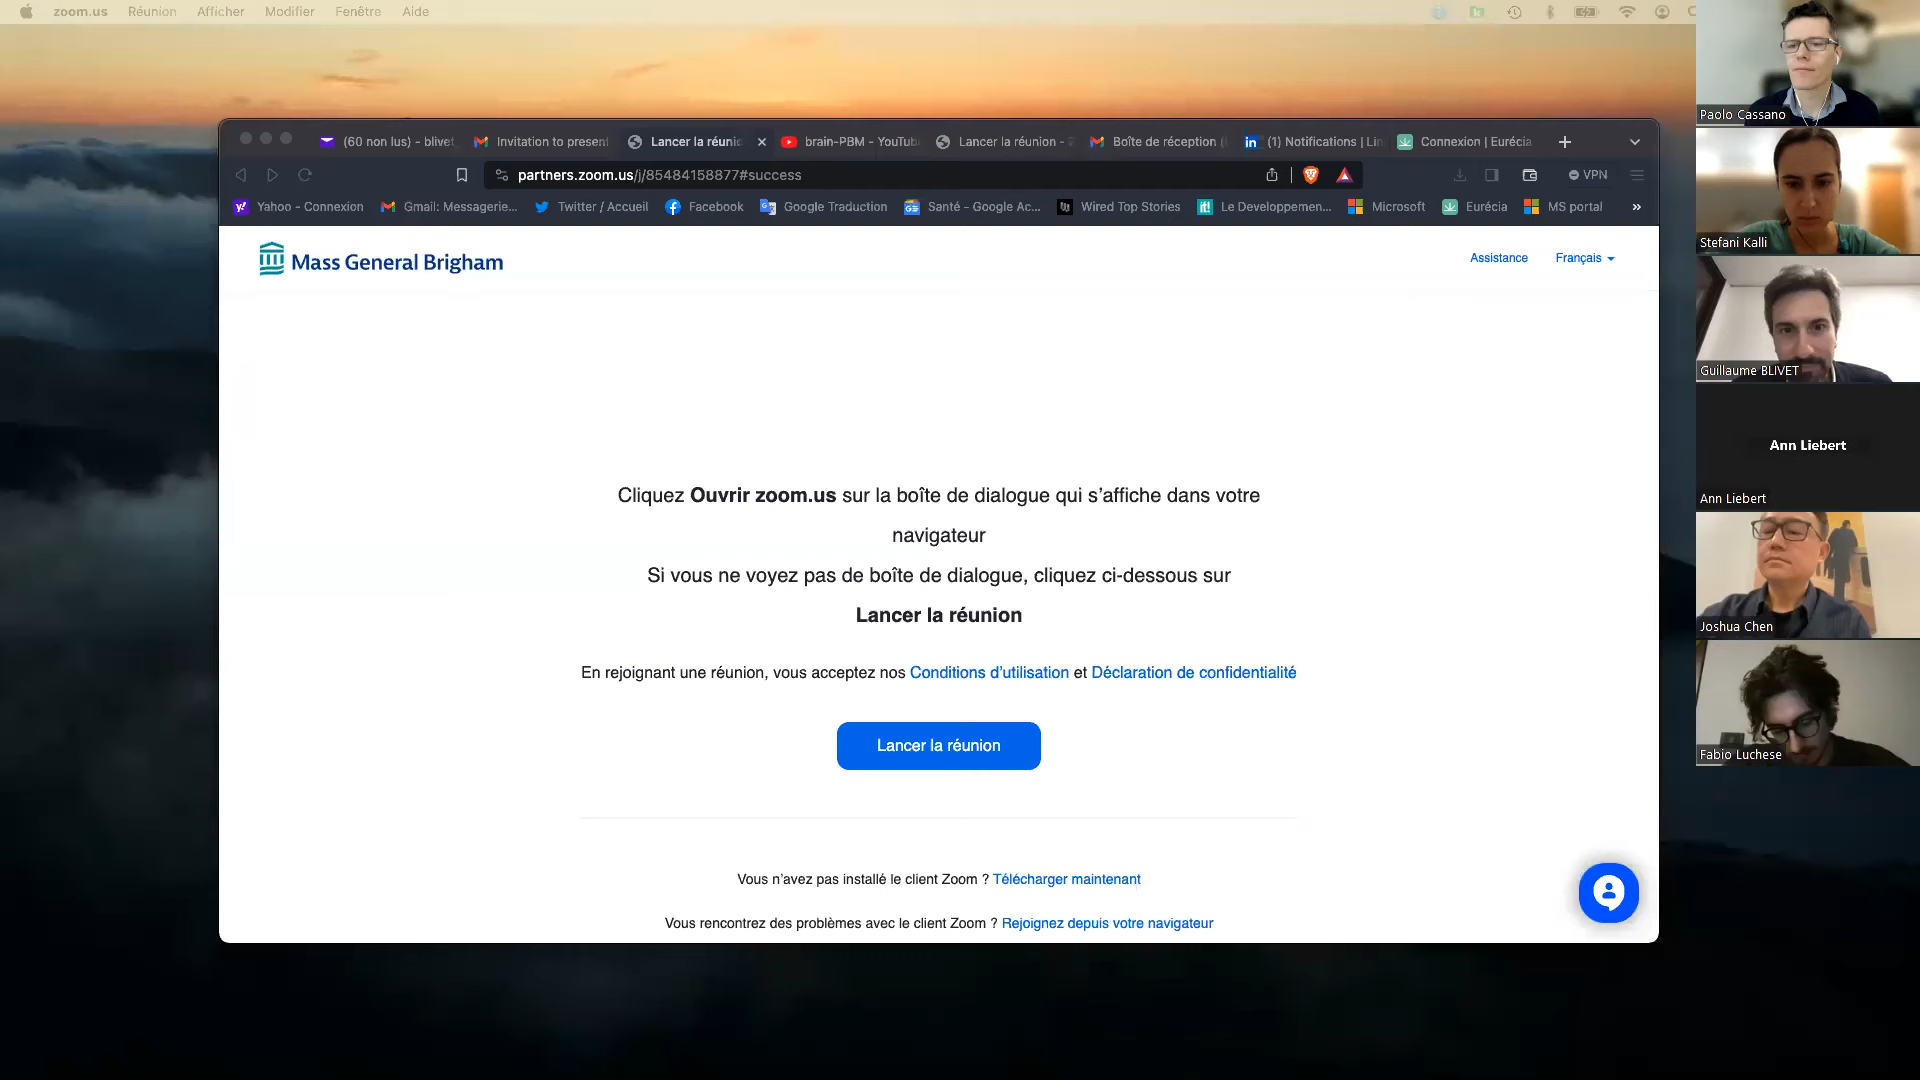 zoom.us Réunion Afficher Modifier Fenêtre Aide
(60 non lus) - blivet Invitation to present Lancer la réunio brain-PBM - YouTub Lancer la réunion - Boîte de réception ( (1) Notifications | Lin Connexion | Eurécia
partners.zoom.us/j/85484158877#success VPN
Yahoo - Connexion Gmail: Messagerie... Twitter / Accueil Facebook Google Traduction Santé - Google Ac... Wired Top Stories Le Developpemen... Microsoft Eurécia MS portal »
Mass General Brigham
Assistance Français
Cliquez Ouvrir zoom.us sur la boîte de dialogue qui s’affiche dans votre
navigateur
Si vous ne voyez pas de boîte de dialogue, cliquez ci-dessous sur
Lancer la réunion
En rejoignant une réunion, vous acceptez nos Conditions d’utilisation et Déclaration de confidentialité
Lancer la réunion
Vous n’avez pas installé le client Zoom ? Télécharger maintenant
Vous rencontrez des problèmes avec le client Zoom ? Rejoignez depuis votre navigateur
Paolo Cassano
Stefani Kalli
Guillaume BLIVET
Ann Liebert
Ann Liebert
Joshua Chen
Fabio Luchese